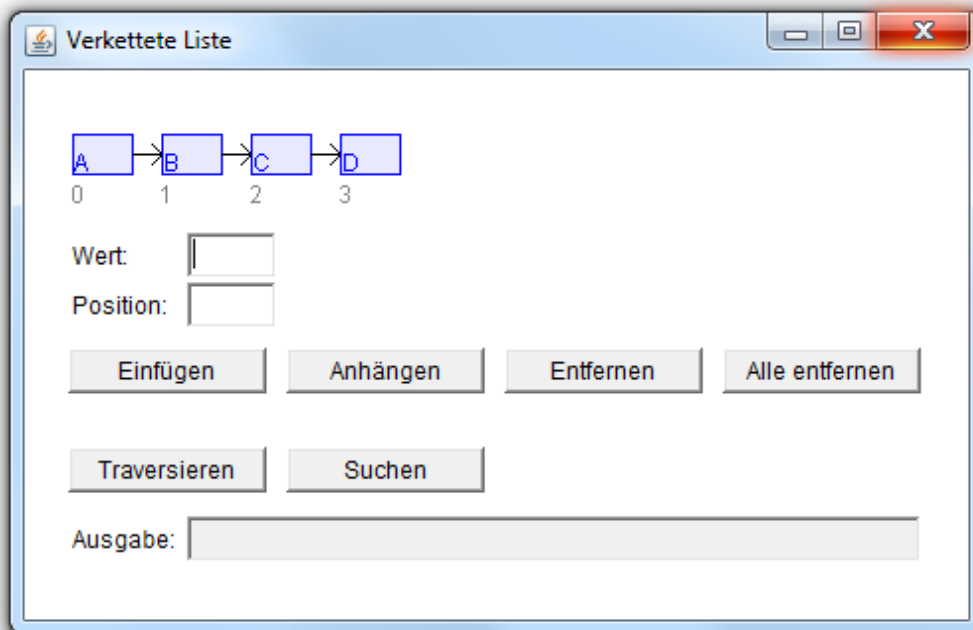 Verkettete Liste
A B C D
0 1 2 3
Wert:
Position:
Einfügen Anhängen Entfernen Alle entfernen
Traversieren Suchen
Ausgabe: